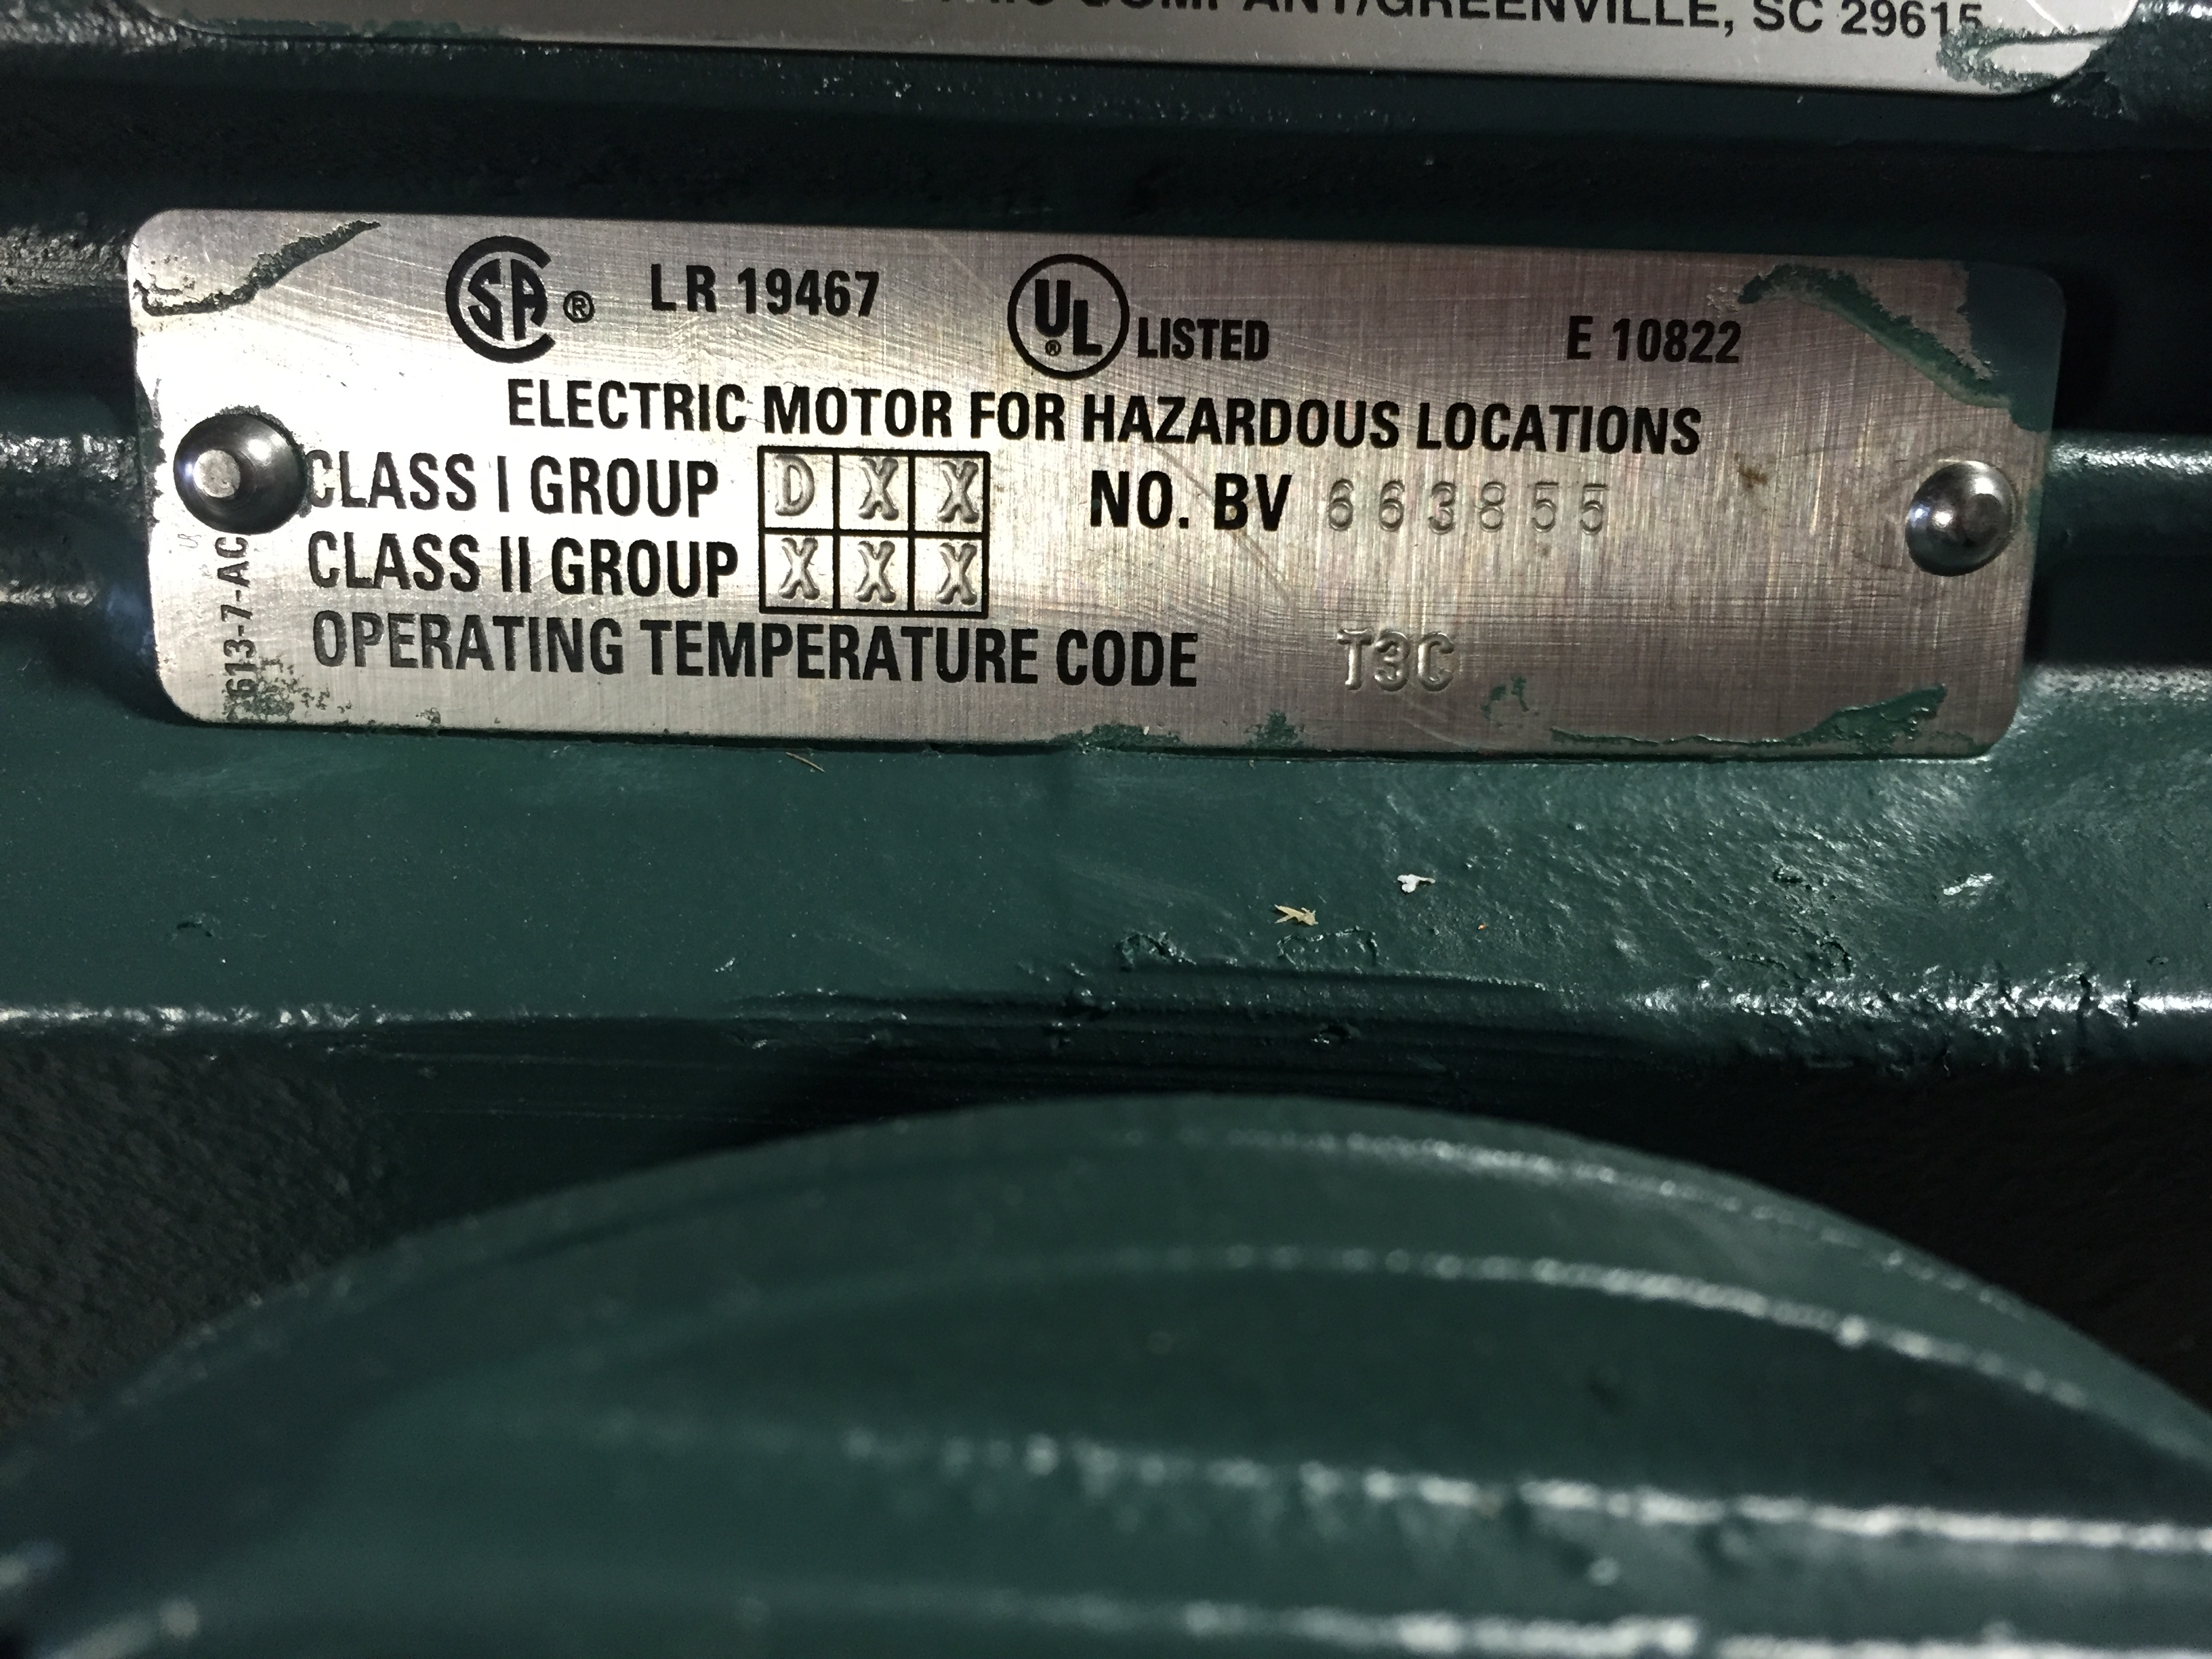 COMPANY/GREENVILLE, SC 29615
SA ® LR 19467 UL ® LISTED E 10822
ELECTRIC MOTOR FOR HAZARDOUS LOCATIONS
CLASS I GROUP D X X NO. BV 663855
CLASS II GROUP X X X
OPERATING TEMPERATURE CODE T3C
613-7-AC